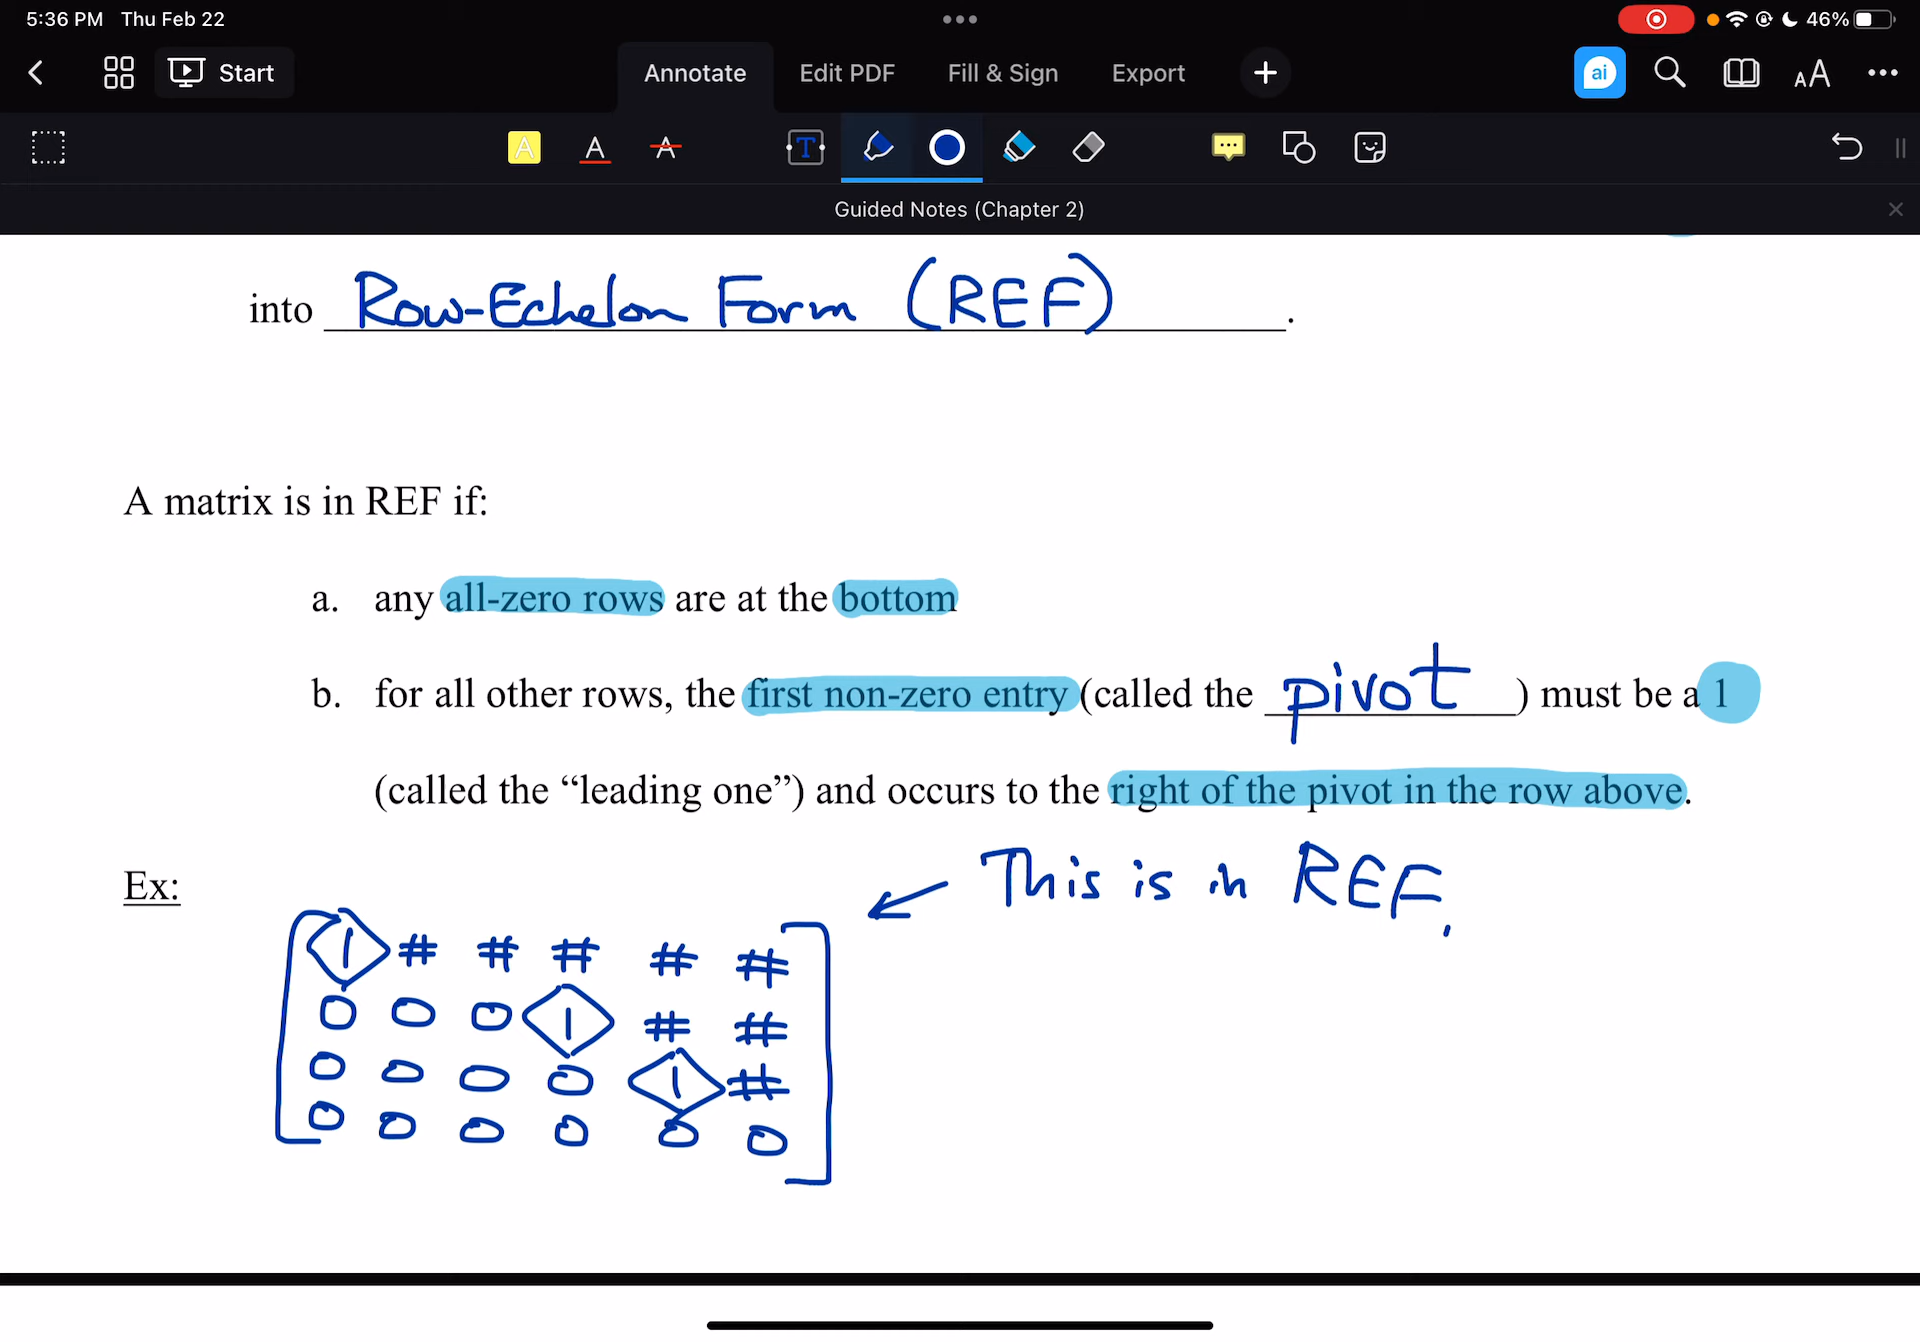 5:36 PM Thu Feb 22 46%
Start Annotate Edit PDF Fill & Sign Export ai AA
A A A T
Guided Notes (Chapter 2)
into Row-Echelon Form (REF).
A matrix is in REF if:
a. any all-zero rows are at the bottom
b. for all other rows, the first non-zero entry (called the pivot) must be a 1
(called the “leading one”) and occurs to the right of the pivot in the row above.
Ex: This is in REF.
1 # # # # #
0 0 0 1 # #
0 0 0 0 1 #
0 0 0 0 0 0